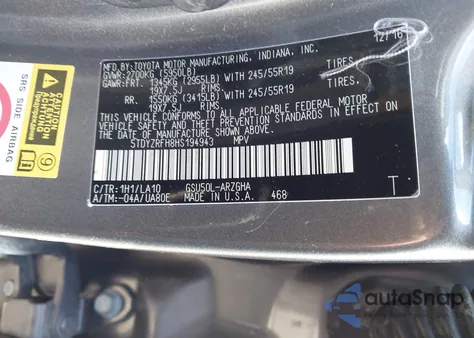 MFD.BY:TOYOTA MOTOR MANUFACTURING, INDIANA, INC. 12/16
GVWR:2700KG (5950LB)
GAWR:FRT. 1345KG (2965LB) WITH 245/55R19 TIRES
19X7.5J RIMS,
RR. 1550KG (3415LB) WITH 245/55R19 TIRES
19X7.5J RIMS,
THIS VEHICLE CONFORMS TO ALL APPLICABLE FEDERAL
MOTOR VEHICLE SAFETY AND THEFT PREVENTION STANDARDS IN EFFECT ON
THE DATE OF MANUFACTURE SHOWN ABOVE.
5TDYZRFH8HS194943 MPV
C/TR:1H1/LA10 GSU50L-ARZGHA T
A/TM:-04A/UA80E MADE IN U.S.A. 468
SRS SIDE AIRBAG
ATTENTION
ACHTUNG
autoSnap